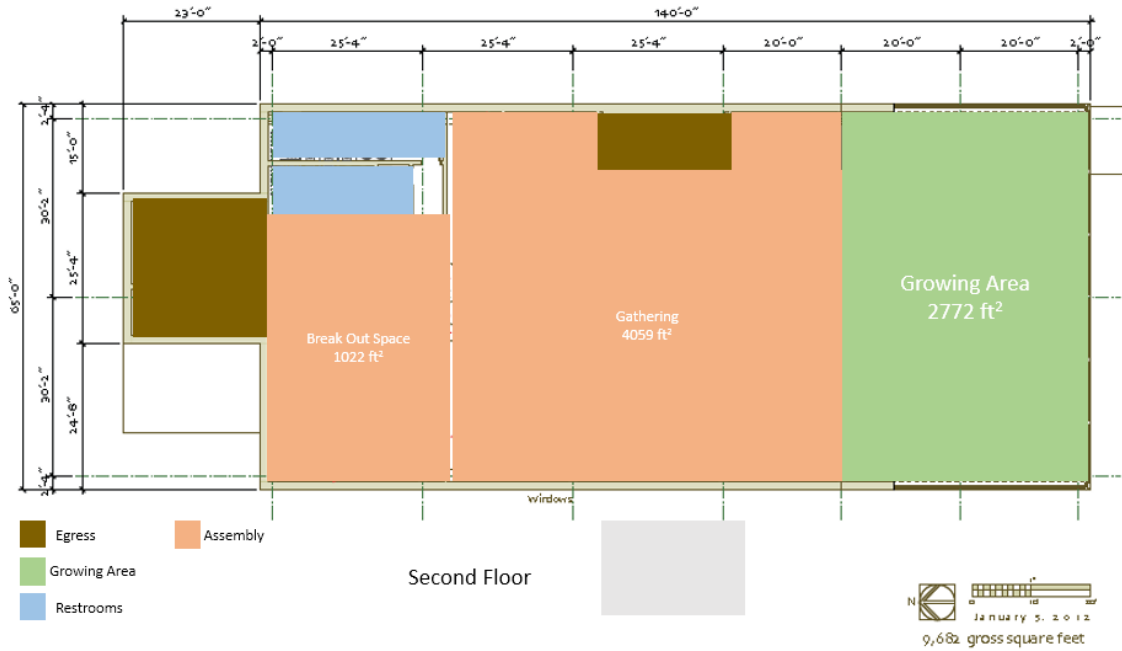 23'-0"
140'-0"
2'-0"
25'-4"
25'-4"
25'-4"
20'-0"
20'-0"
20'-0"
2'-0"
65'-0"
2'-4"
30'-2"
30'-2"
2'-4"
15'-0"
25'-4"
24'-8"
Break Out Space
1022 ft²
Gathering
4059 ft²
Growing Area
2772 ft²
Windows
Egress
Assembly
Growing Area
Restrooms
Second Floor
N
January 5, 2012
9,682 gross square feet